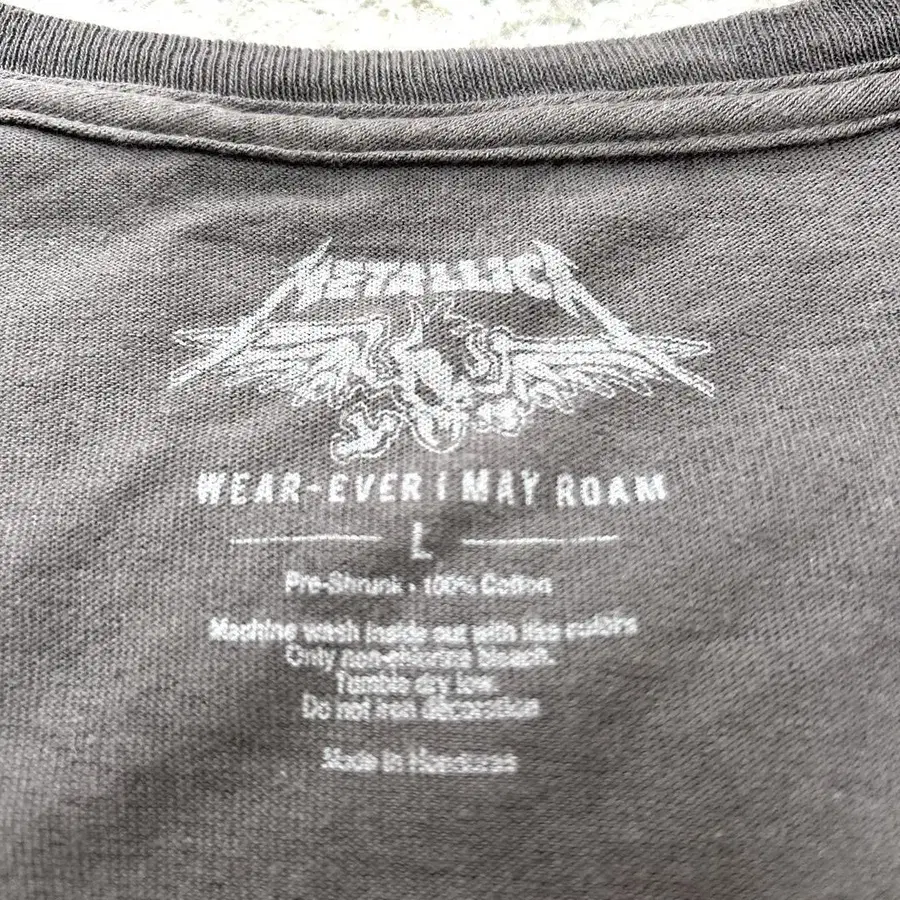 METALLICA
WEAR-EVER I MAY ROAM
L
Pre-Shrunk • 100% Cotton
Machine wash inside out with like colors
Only non-chlorine bleach.
Tumble dry low.
Do not iron decoration
Made in Honduras